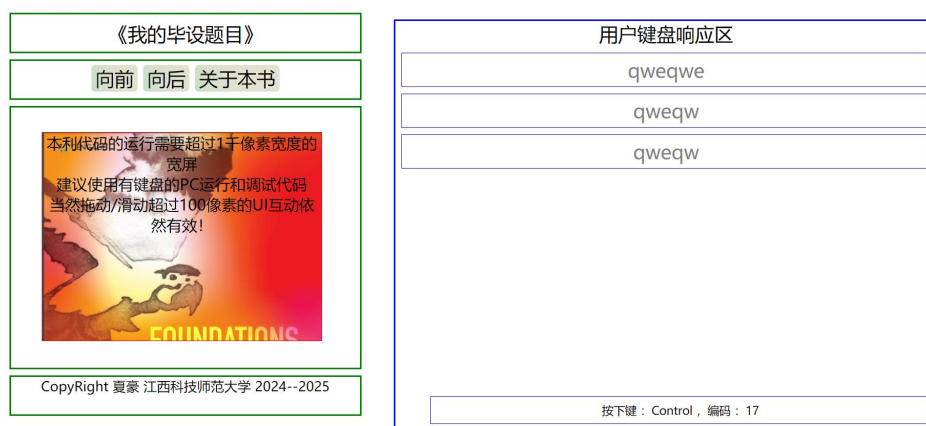 《我的毕设题目》
向前 向后 关于本书
本利代码的运行需要超过1千像素宽度的
宽屏
建议使用有键盘的PC运行和调试代码
当然拖动/滑动超过100像素的UI互动依
然有效!
FOUNDATIONS
CopyRight 夏豪 江西科技师范大学 2024--2025
用户键盘响应区
qweqwe
qweqw
qweqw
按下键 : Control , 编码 : 17